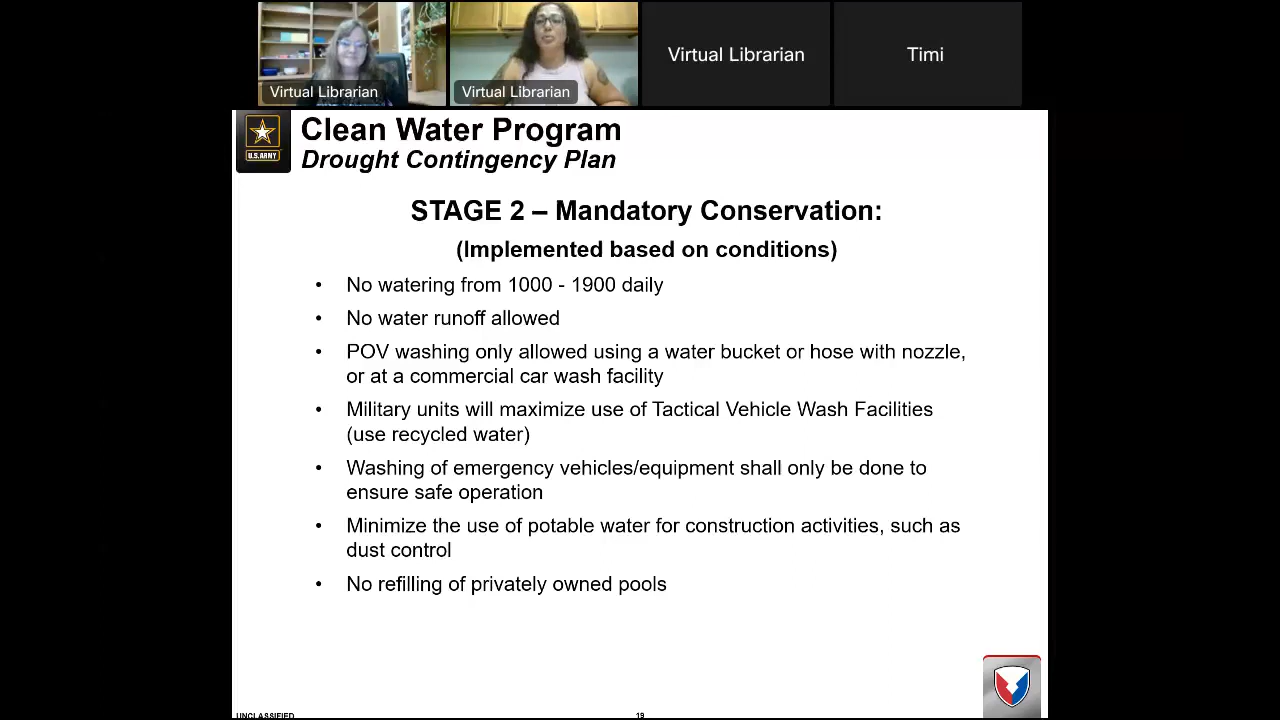 Virtual Librarian
Virtual Librarian
Virtual Librarian
Timi
U.S.ARMY
Clean Water Program
Drought Contingency Plan
STAGE 2 – Mandatory Conservation:
(Implemented based on conditions)
• No watering from 1000 - 1900 daily
• No water runoff allowed
• POV washing only allowed using a water bucket or hose with nozzle,
or at a commercial car wash facility
• Military units will maximize use of Tactical Vehicle Wash Facilities
(use recycled water)
• Washing of emergency vehicles/equipment shall only be done to
ensure safe operation
• Minimize the use of potable water for construction activities, such as
dust control
• No refilling of privately owned pools
UNCLASSIFIED
19